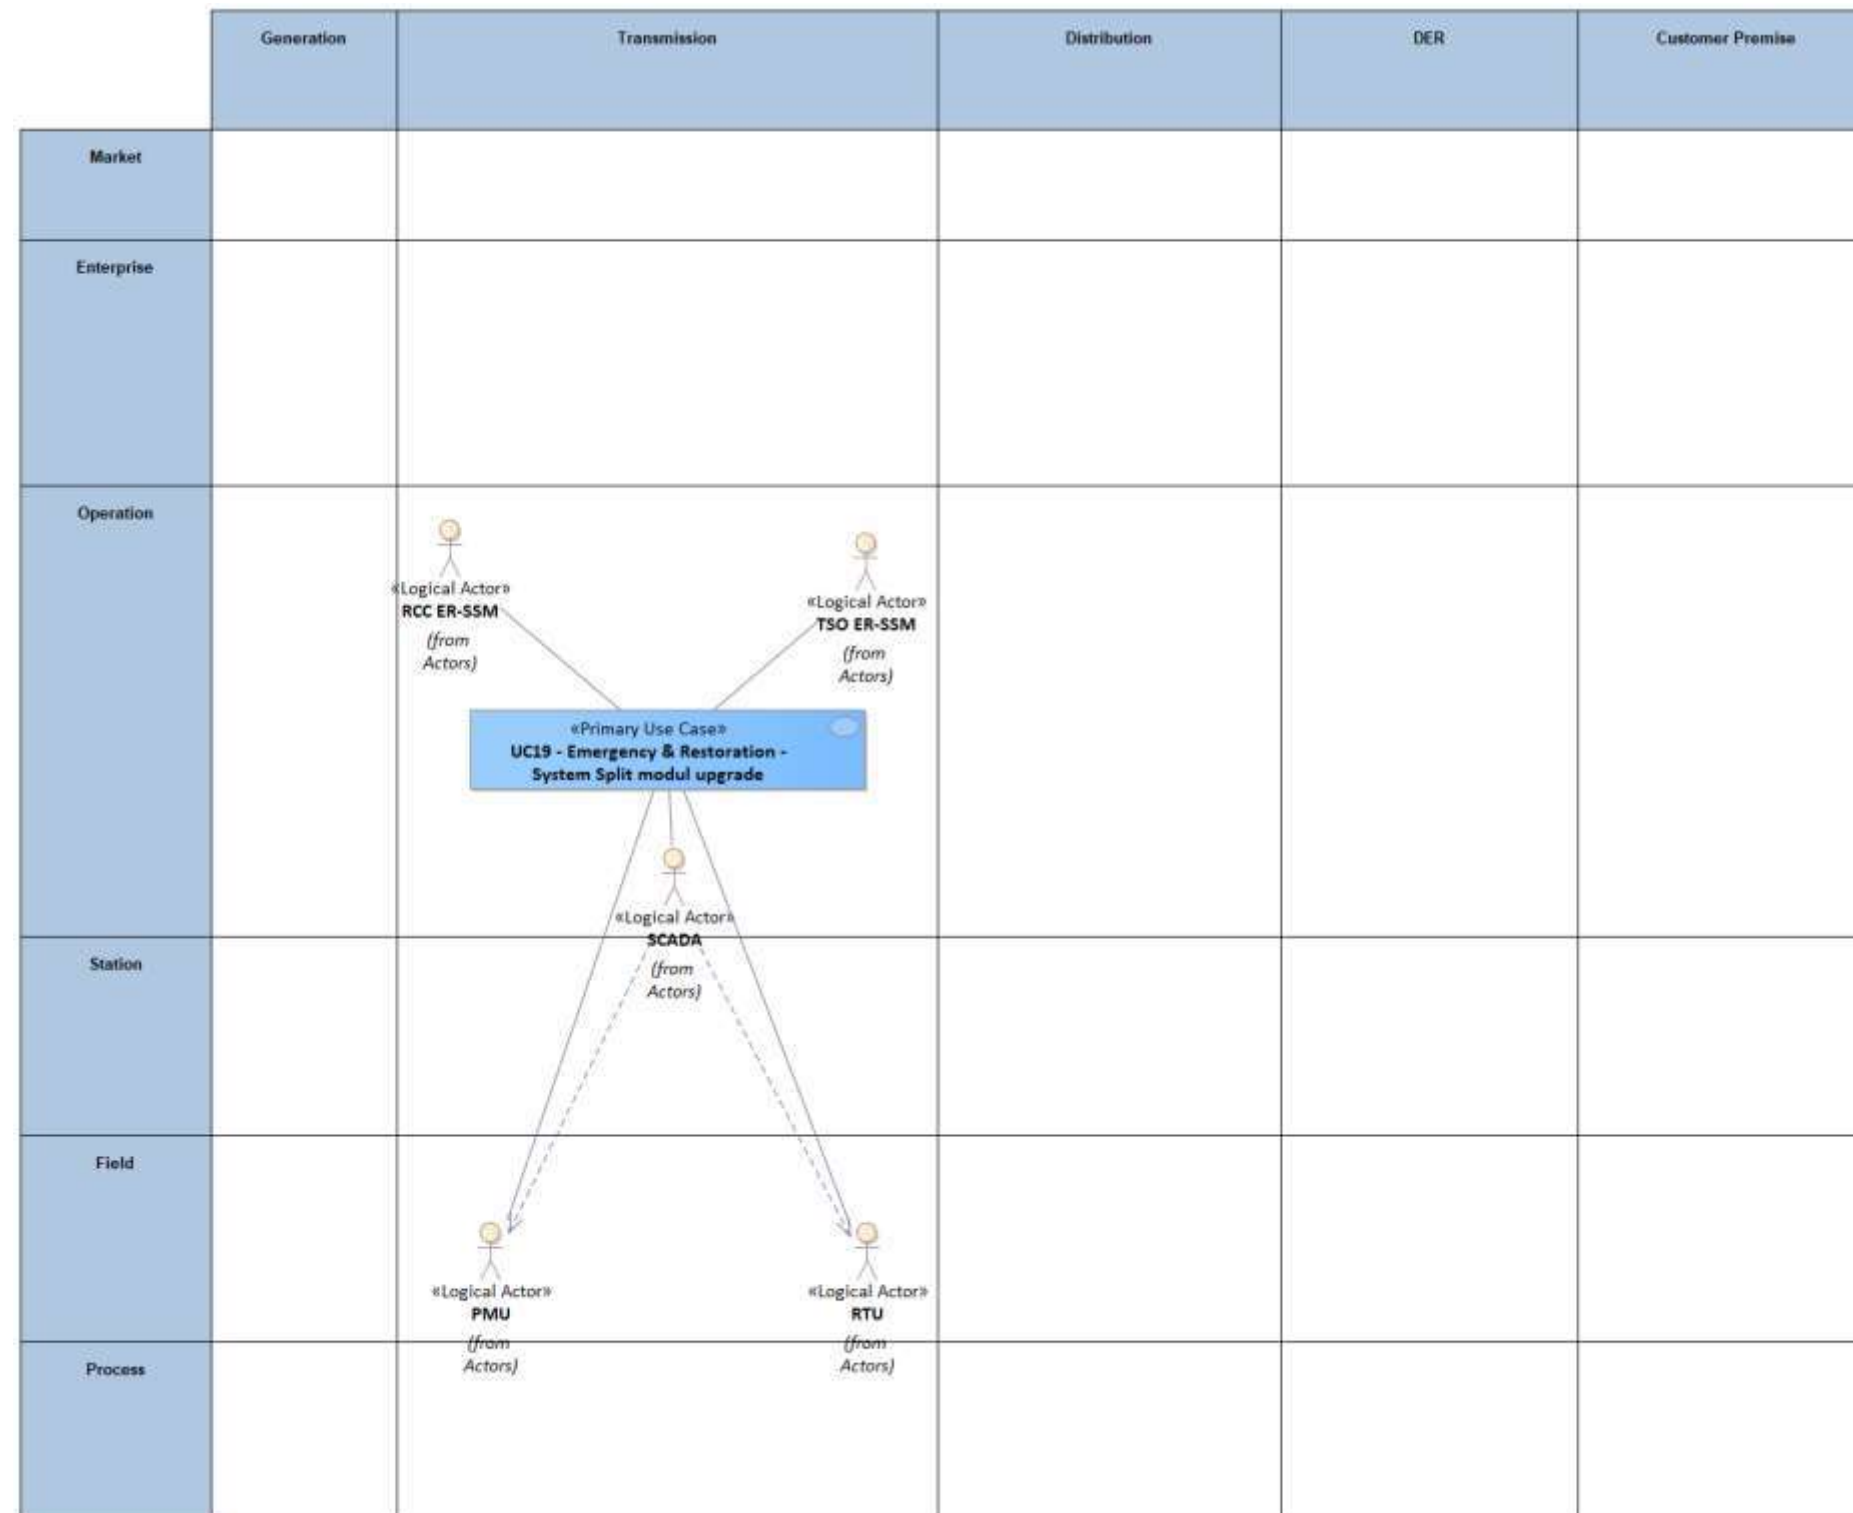 Generation
Transmission
Distribution
DER
Customer Premise
Market
Enterprise
Operation
«Logical Actor»
RCC ER-SSM
(from
Actors)
«Logical Actor»
TSO ER-SSM
(from
Actors)
«Primary Use Case»
UC19 - Emergency & Restoration -
System Split modul upgrade
«Logical Actor»
SCADA
(from
Actors)
Station
Field
«Logical Actor»
PMU
(from
Actors)
«Logical Actor»
RTU
(from
Actors)
Process